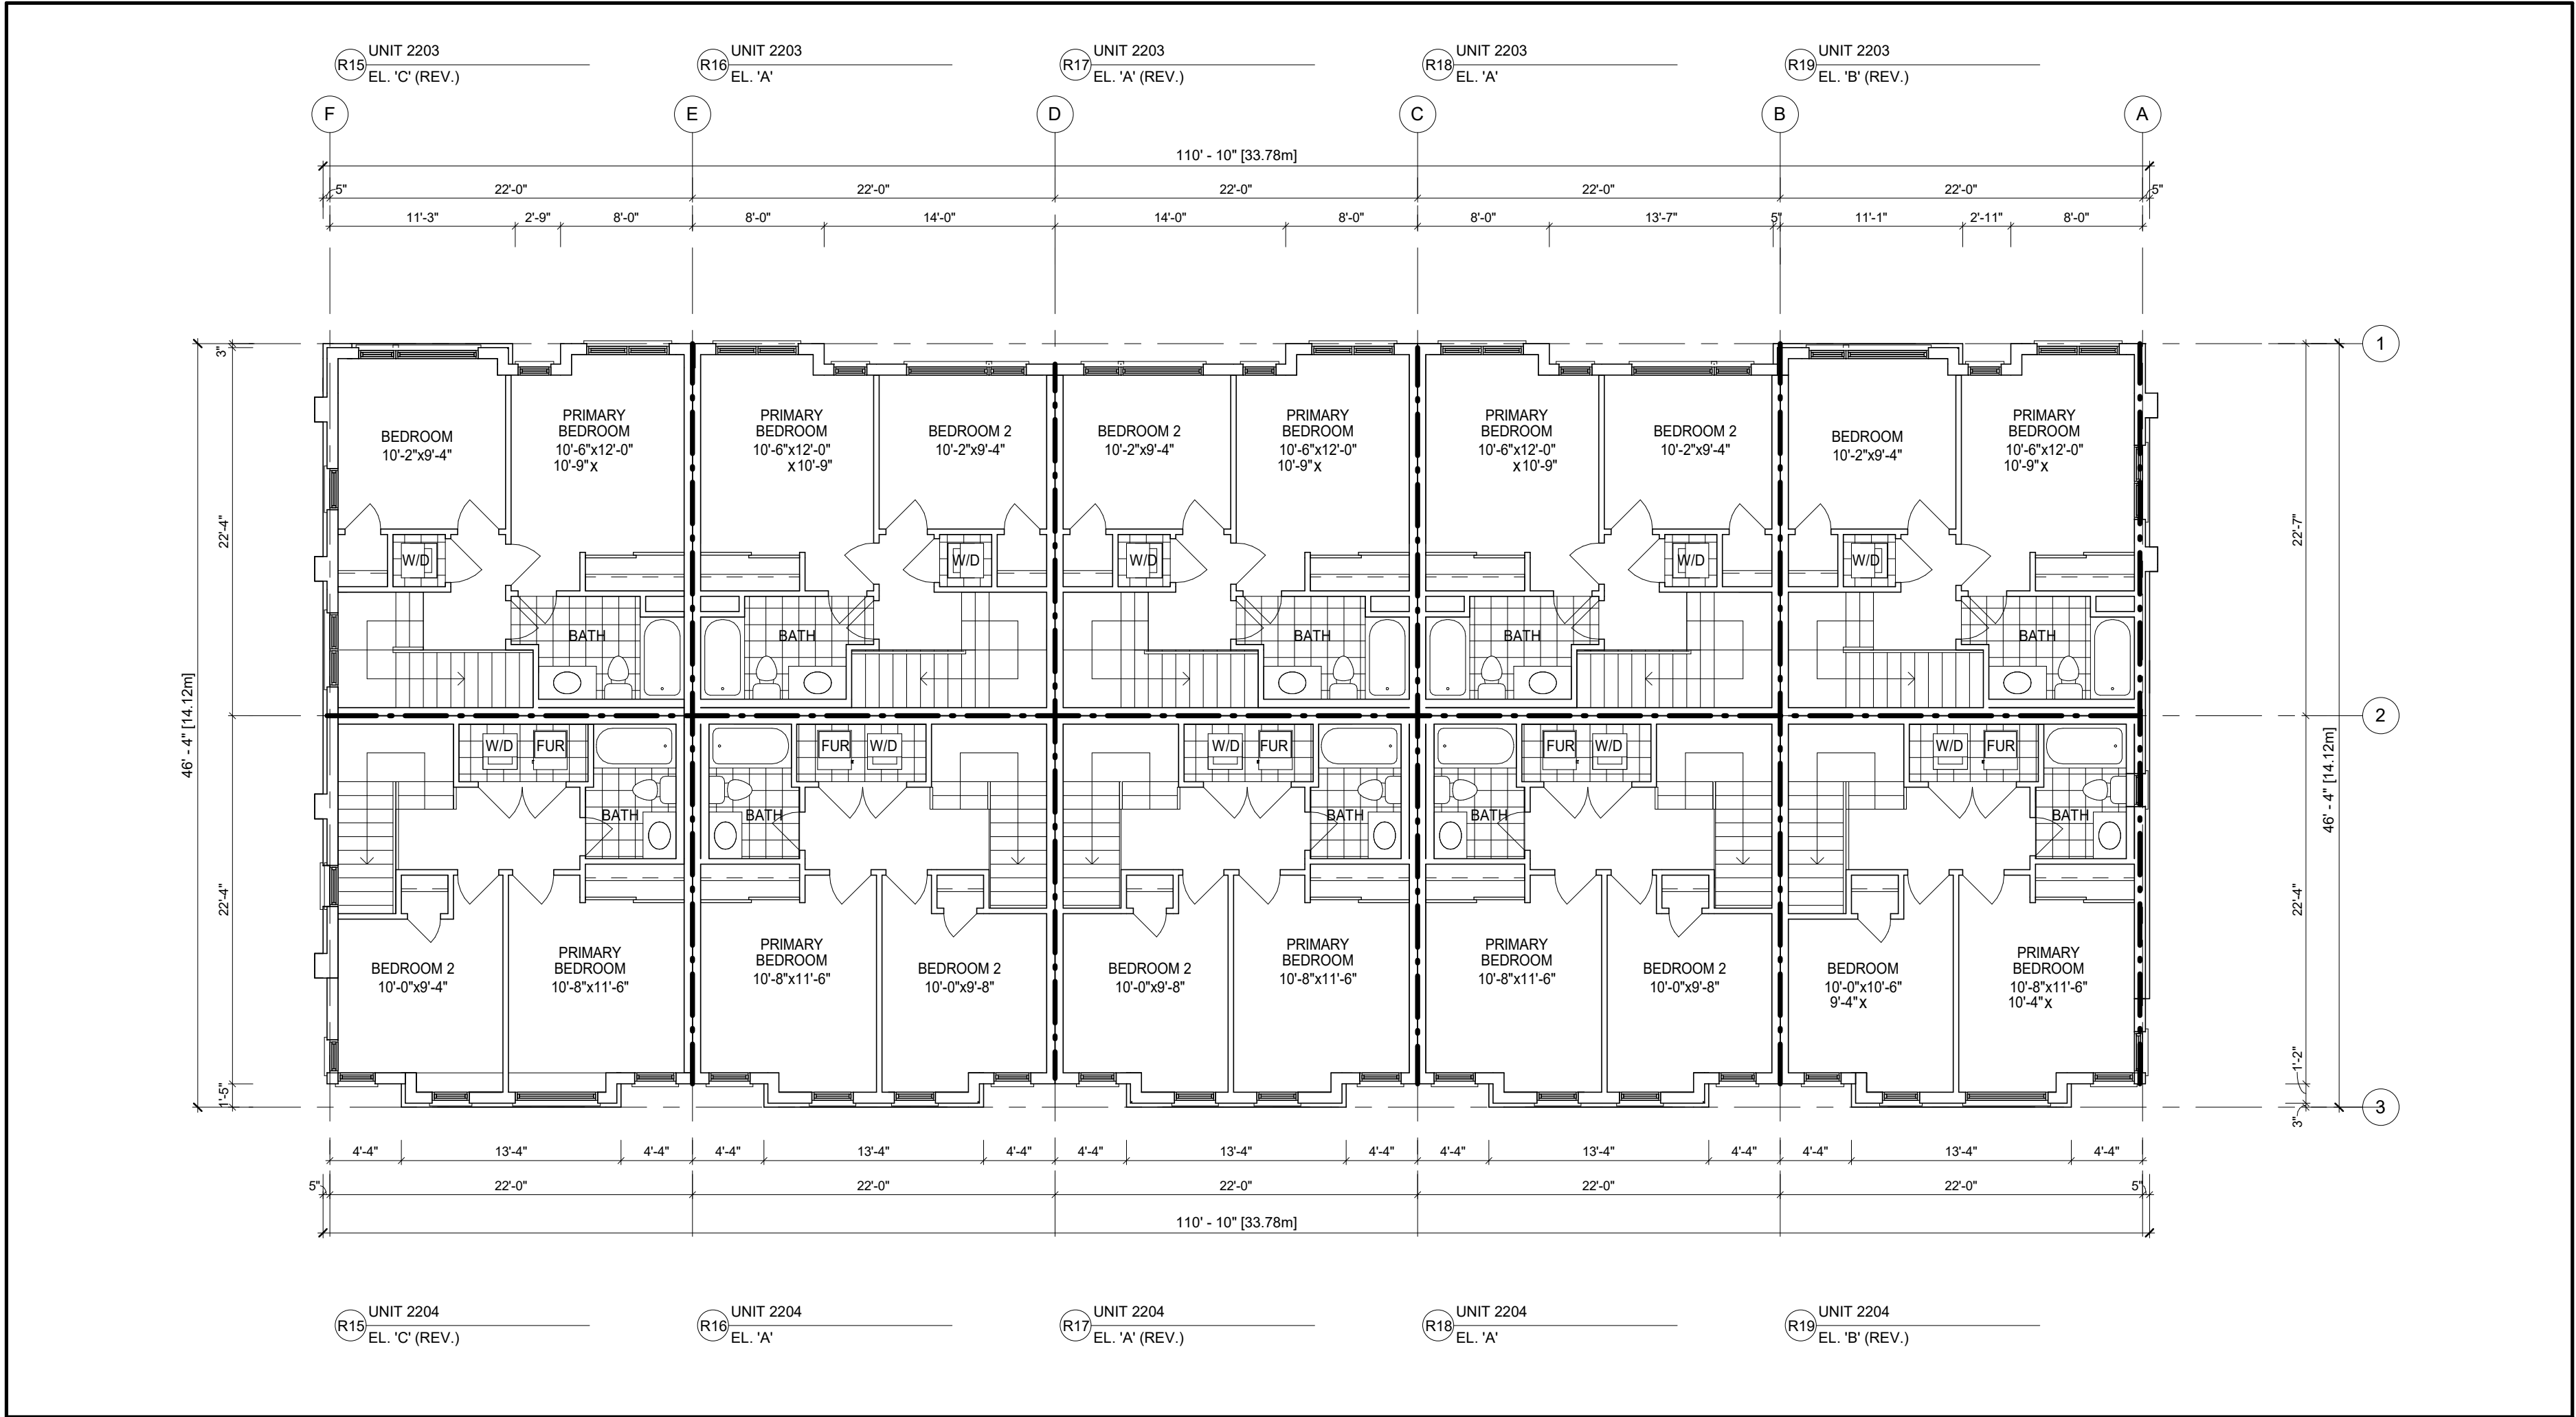 UNIT 2203
R15
EL. 'C' (REV.)
UNIT 2203
R16
EL. 'A'
UNIT 2203
R17
EL. 'A' (REV.)
UNIT 2203
R18
EL. 'A'
UNIT 2203
R19
EL. 'B' (REV.)
F E D C B A
110' - 10" [33.78m]
5" 22'-0" 22'-0" 22'-0" 22'-0" 22'-0" 5"
11'-3" 2'-9" 8'-0" 8'-0" 14'-0" 14'-0" 8'-0" 8'-0" 13'-7" 5" 11'-1" 2'-11" 8'-0"
1
2
3
46' - 4" [14.12m]
3"
22'-4"
22'-4"
1'-5"
22'-7"
22'-4"
1'-2"
3"
46' - 4" [14.12m]
BEDROOM
10'-2"x9'-4"
PRIMARY
BEDROOM
10'-6"x12'-0"
10'-9"x
PRIMARY
BEDROOM
10'-6"x12'-0"
x10'-9"
BEDROOM 2
10'-2"x9'-4"
BEDROOM 2
10'-2"x9'-4"
PRIMARY
BEDROOM
10'-6"x12'-0"
10'-9"x
PRIMARY
BEDROOM
10'-6"x12'-0"
x10'-9"
BEDROOM 2
10'-2"x9'-4"
BEDROOM
10'-2"x9'-4"
PRIMARY
BEDROOM
10'-6"x12'-0"
10'-9"x
W/D W/D W/D W/D W/D
BATH BATH BATH BATH BATH
W/D FUR FUR W/D W/D FUR FUR W/D W/D FUR
BATH BATH BATH BATH BATH
BEDROOM 2
10'-0"x9'-4"
PRIMARY
BEDROOM
10'-8"x11'-6"
PRIMARY
BEDROOM
10'-8"x11'-6"
BEDROOM 2
10'-0"x9'-8"
BEDROOM 2
10'-0"x9'-8"
PRIMARY
BEDROOM
10'-8"x11'-6"
PRIMARY
BEDROOM
10'-8"x11'-6"
BEDROOM 2
10'-0"x9'-8"
BEDROOM
10'-0"x10'-6"
9'-4"x
PRIMARY
BEDROOM
10'-8"x11'-6"
10'-4"x
4'-4" 13'-4" 4'-4" 4'-4" 13'-4" 4'-4" 4'-4" 13'-4" 4'-4" 4'-4" 13'-4" 4'-4" 4'-4" 13'-4" 4'-4"
5" 22'-0" 22'-0" 22'-0" 22'-0" 22'-0" 5"
110' - 10" [33.78m]
UNIT 2204
R15
EL. 'C' (REV.)
UNIT 2204
R16
EL. 'A'
UNIT 2204
R17
EL. 'A' (REV.)
UNIT 2204
R18
EL. 'A'
UNIT 2204
R19
EL. 'B' (REV.)